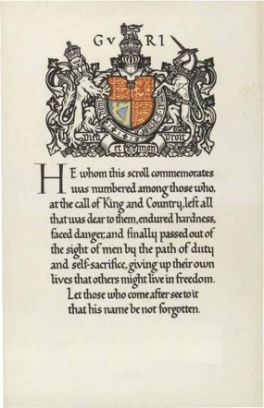 G V R I
Dieu et mon Droit
HE whom this scroll commemorates
was numbered among those who,
at the call of King and Country, left all
that was dear to them, endured hardness,
faced danger, and finally passed out of
the sight of men by the path of duty
and self-sacrifice, giving up their own
lives that others might live in freedom.
Let those who come after see to it
that his name be not forgotten.